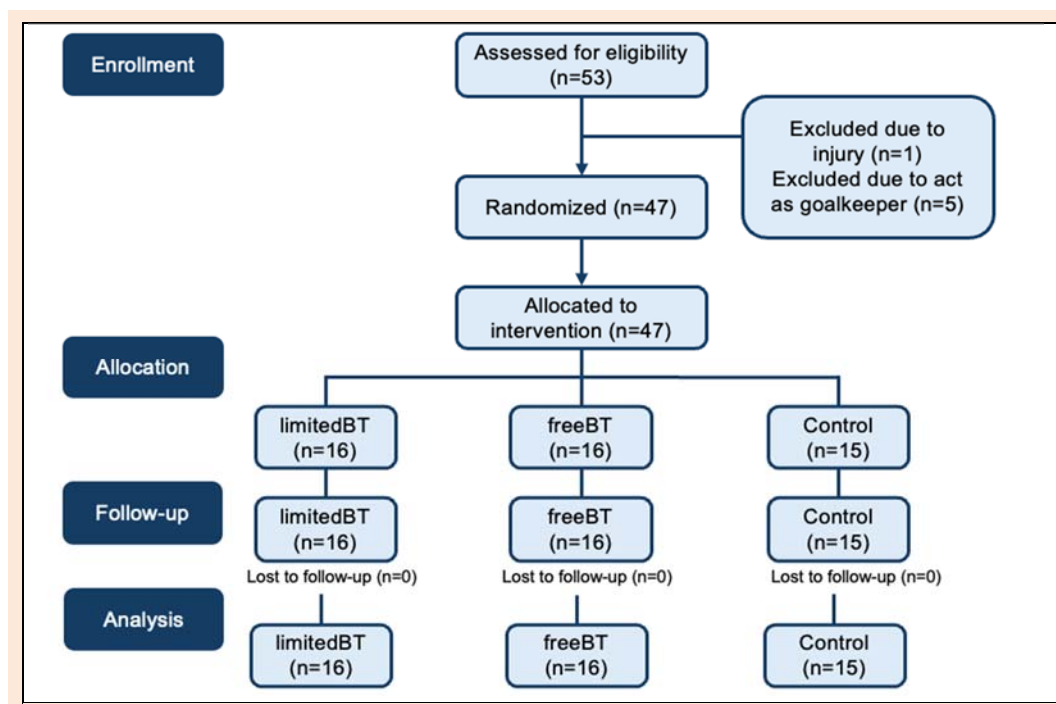 Enrollment
Assessed for eligibility
(n=53)
Excluded due to
injury (n=1)
Excluded due to act
as goalkeeper (n=5)
Randomized (n=47)
Allocated to
intervention (n=47)
Allocation
limitedBT
(n=16)
freeBT
(n=16)
Control
(n=15)
Follow-up
limitedBT
(n=16)
freeBT
(n=16)
Control
(n=15)
Lost to follow-up (n=0)
Lost to follow-up (n=0)
Lost to follow-up (n=0)
Analysis
limitedBT
(n=16)
freeBT
(n=16)
Control
(n=15)